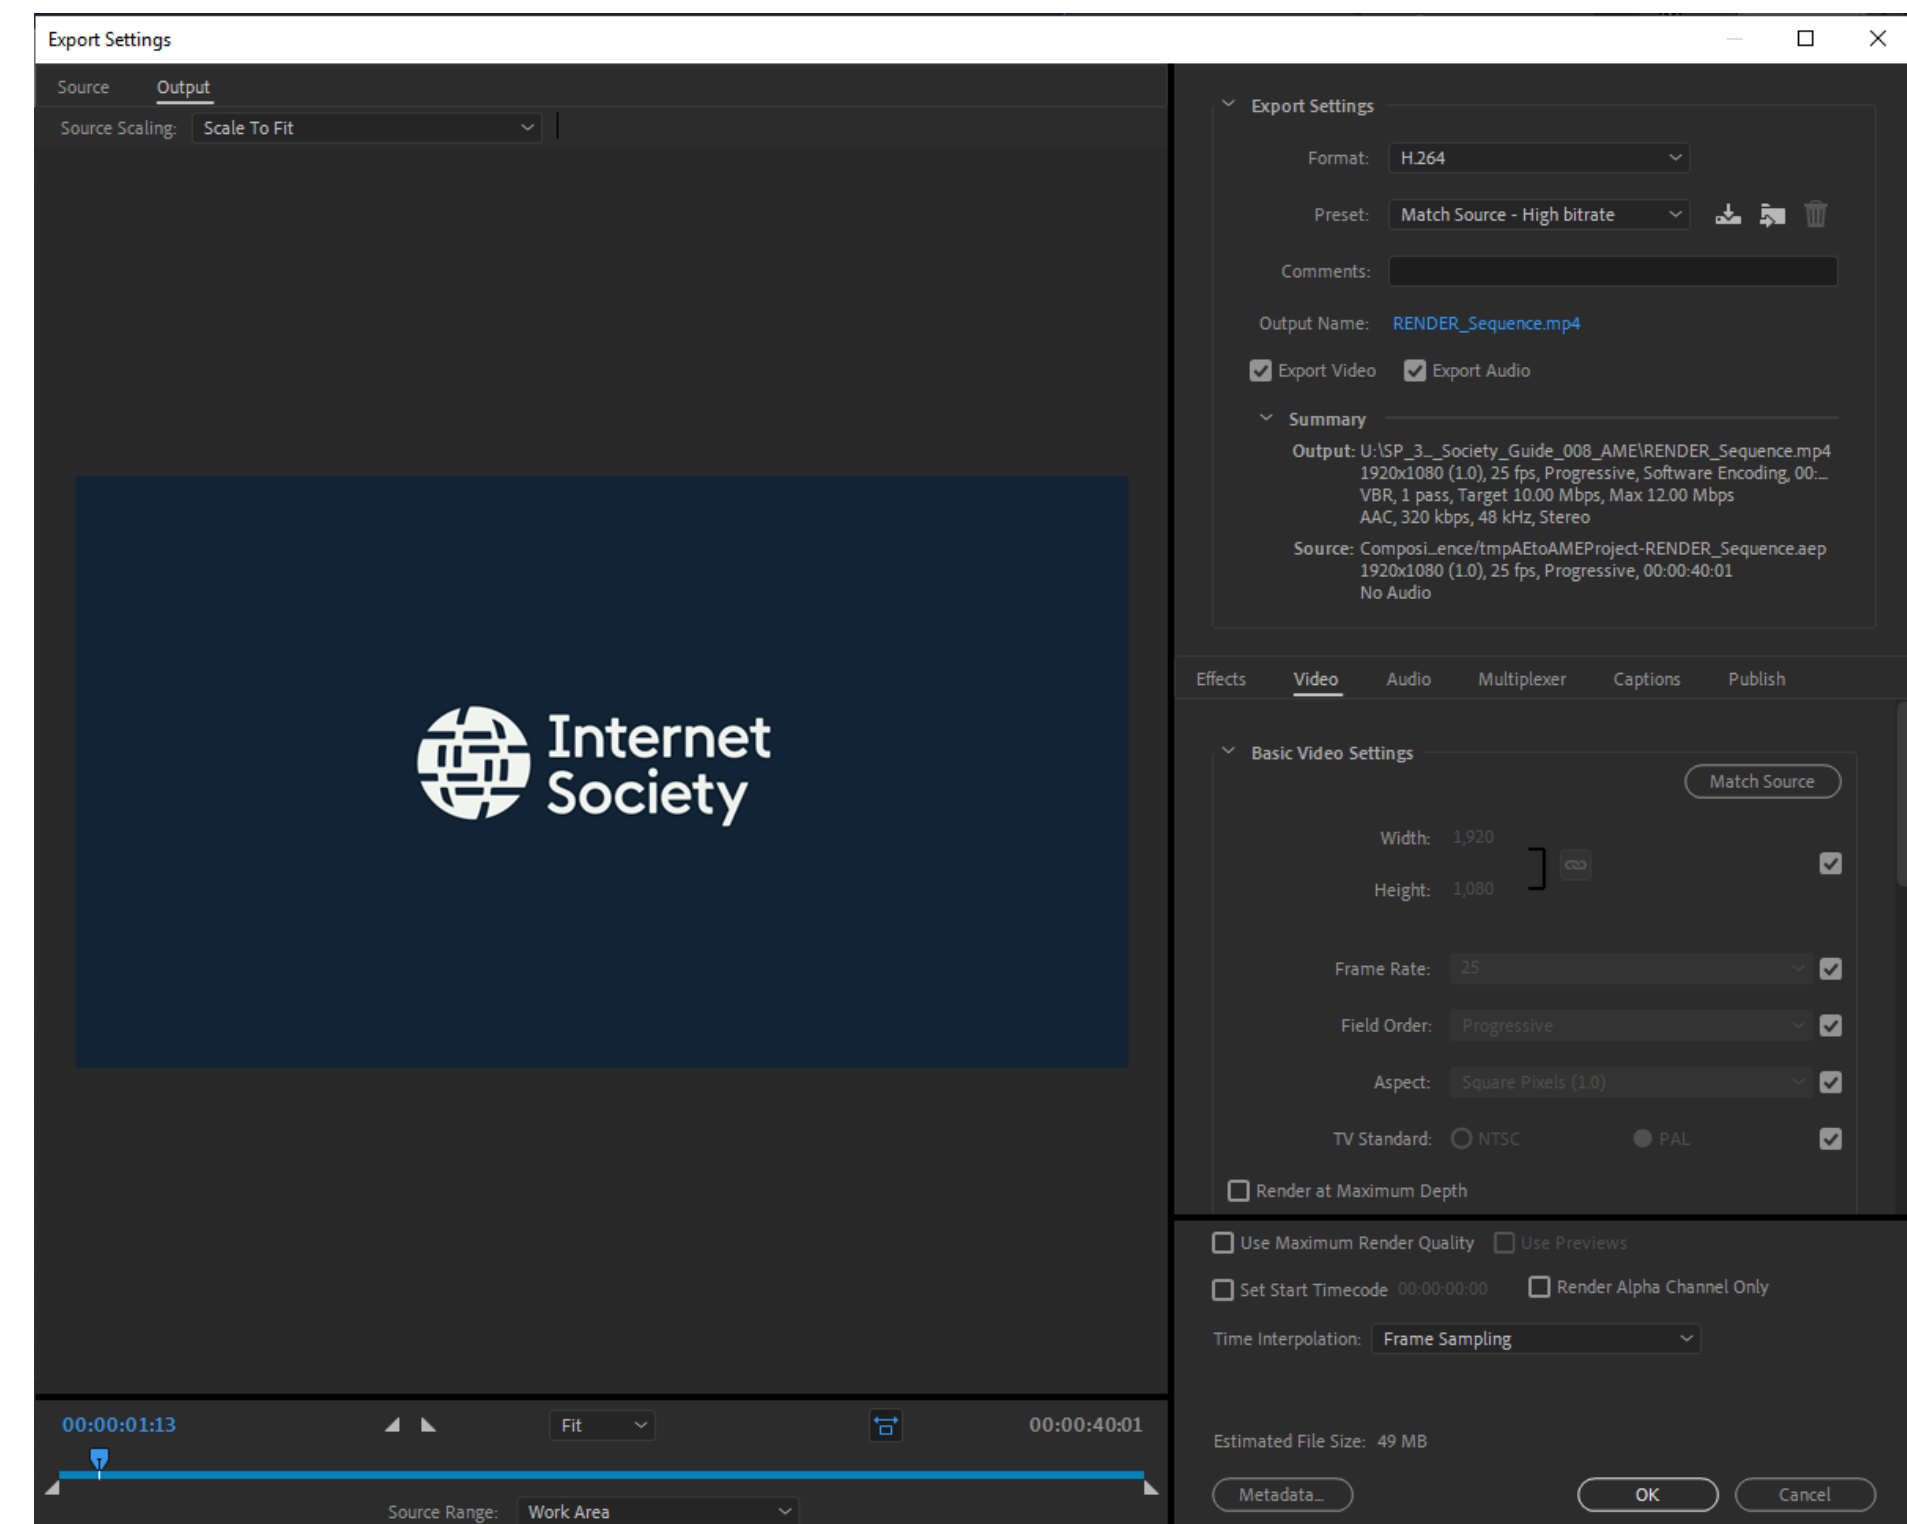 Export Settings
Source Output
Source Scaling: Scale To Fit
Internet
Society
00:00:01:13 Fit 00:00:40:01
Source Range: Work Area
Export Settings
Format: H.264
Preset: Match Source - High bitrate
Comments:
Output Name: RENDER_Sequence.mp4
Export Video Export Audio
Summary
Output: U:\SP_3..._Society_Guide_008_AME\RENDER_Sequence.mp4
1920x1080 (1.0), 25 fps, Progressive, Software Encoding, 00:...
VBR, 1 pass, Target 10.00 Mbps, Max 12.00 Mbps
AAC, 320 kbps, 48 kHz, Stereo
Source: Composi...ence/tmpAEtoAMEProject-RENDER_Sequence.aep
1920x1080 (1.0), 25 fps, Progressive, 00:00:40:01
No Audio
Effects Video Audio Multiplexer Captions Publish
Basic Video Settings
Match Source
Width: 1,920
Height: 1,080
Frame Rate: 25
Field Order: Progressive
Aspect: Square Pixels (1.0)
TV Standard: NTSC PAL
Render at Maximum Depth
Use Maximum Render Quality Use Previews
Set Start Timecode 00:00:00:00 Render Alpha Channel Only
Time Interpolation: Frame Sampling
Estimated File Size: 49 MB
Metadata... OK Cancel